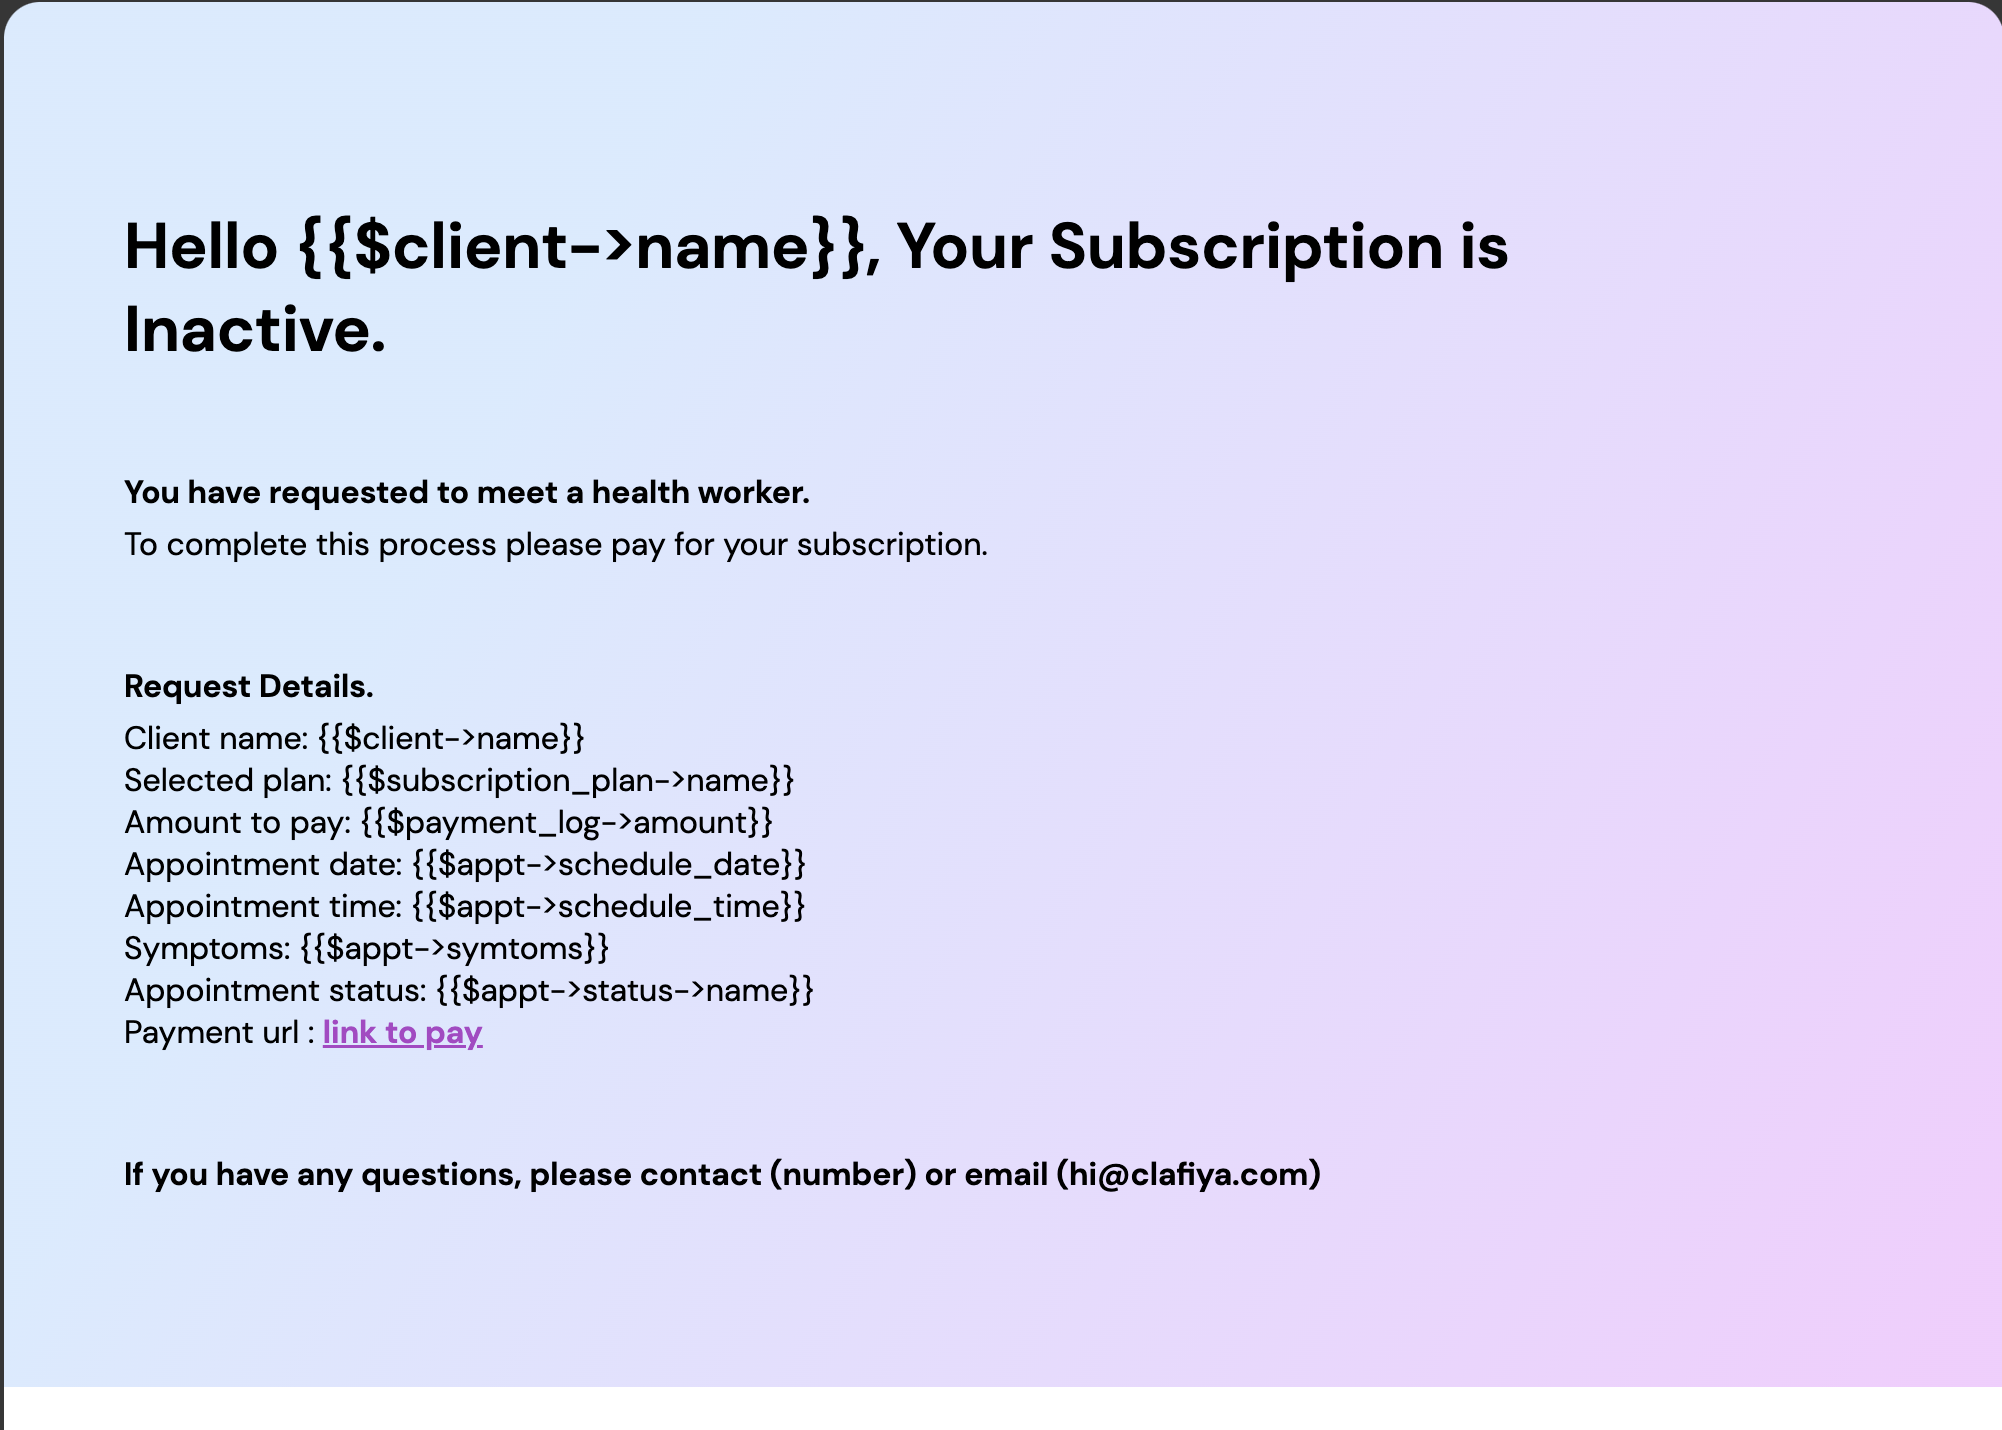 Hello {{$client->name}}, Your Subscription is
Inactive.
You have requested to meet a health worker.
To complete this process please pay for your subscription.
Request Details.
Client name: {{$client->name}}
Selected plan: {{$subscription_plan->name}}
Amount to pay: {{$payment_log->amount}}
Appointment date: {{$appt->schedule_date}}
Appointment time: {{$appt->schedule_time}}
Symptoms: {{$appt->symtoms}}
Appointment status: {{$appt->status->name}}
Payment url : link to pay
If you have any questions, please contact (number) or email (hi@clafiya.com)